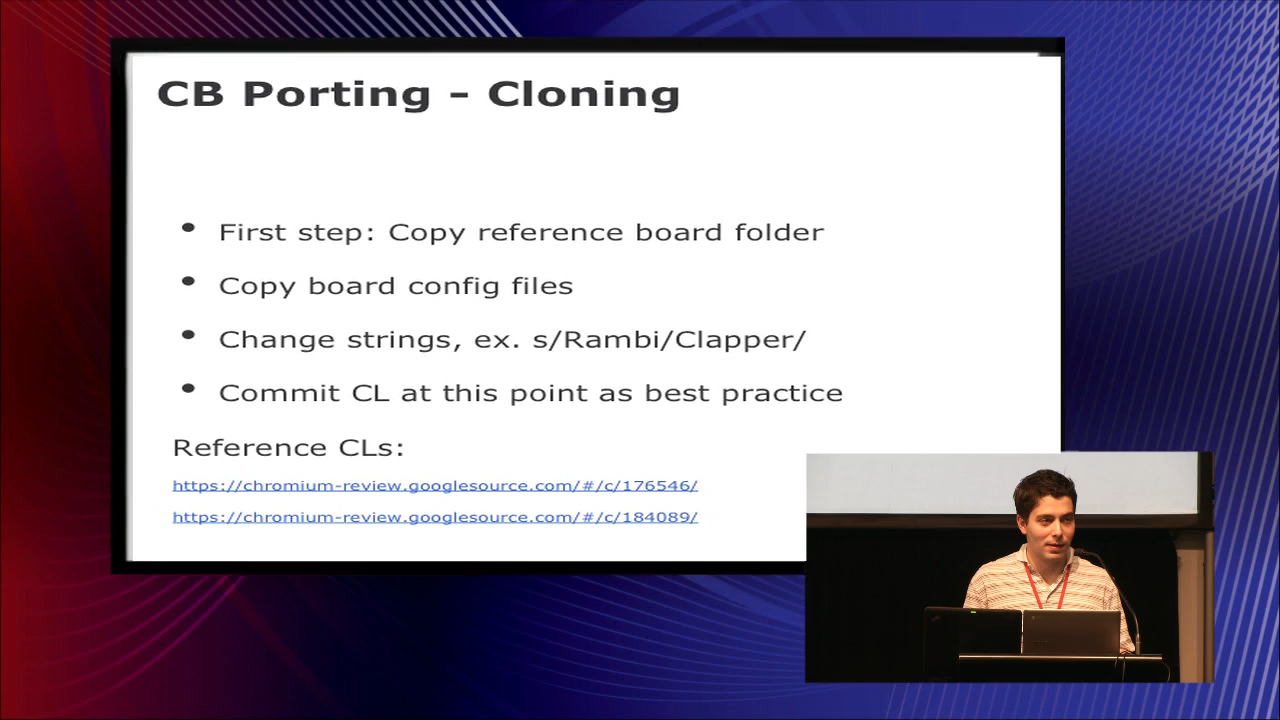 CB Porting – Cloning
• First step: Copy reference board folder
• Copy board config files
• Change strings, ex. s/Rambi/Clapper/
• Commit CL at this point as best practice
Reference CLs:
https://chromium-review.googlesource.com/#/c/176546/
https://chromium-review.googlesource.com/#/c/184089/